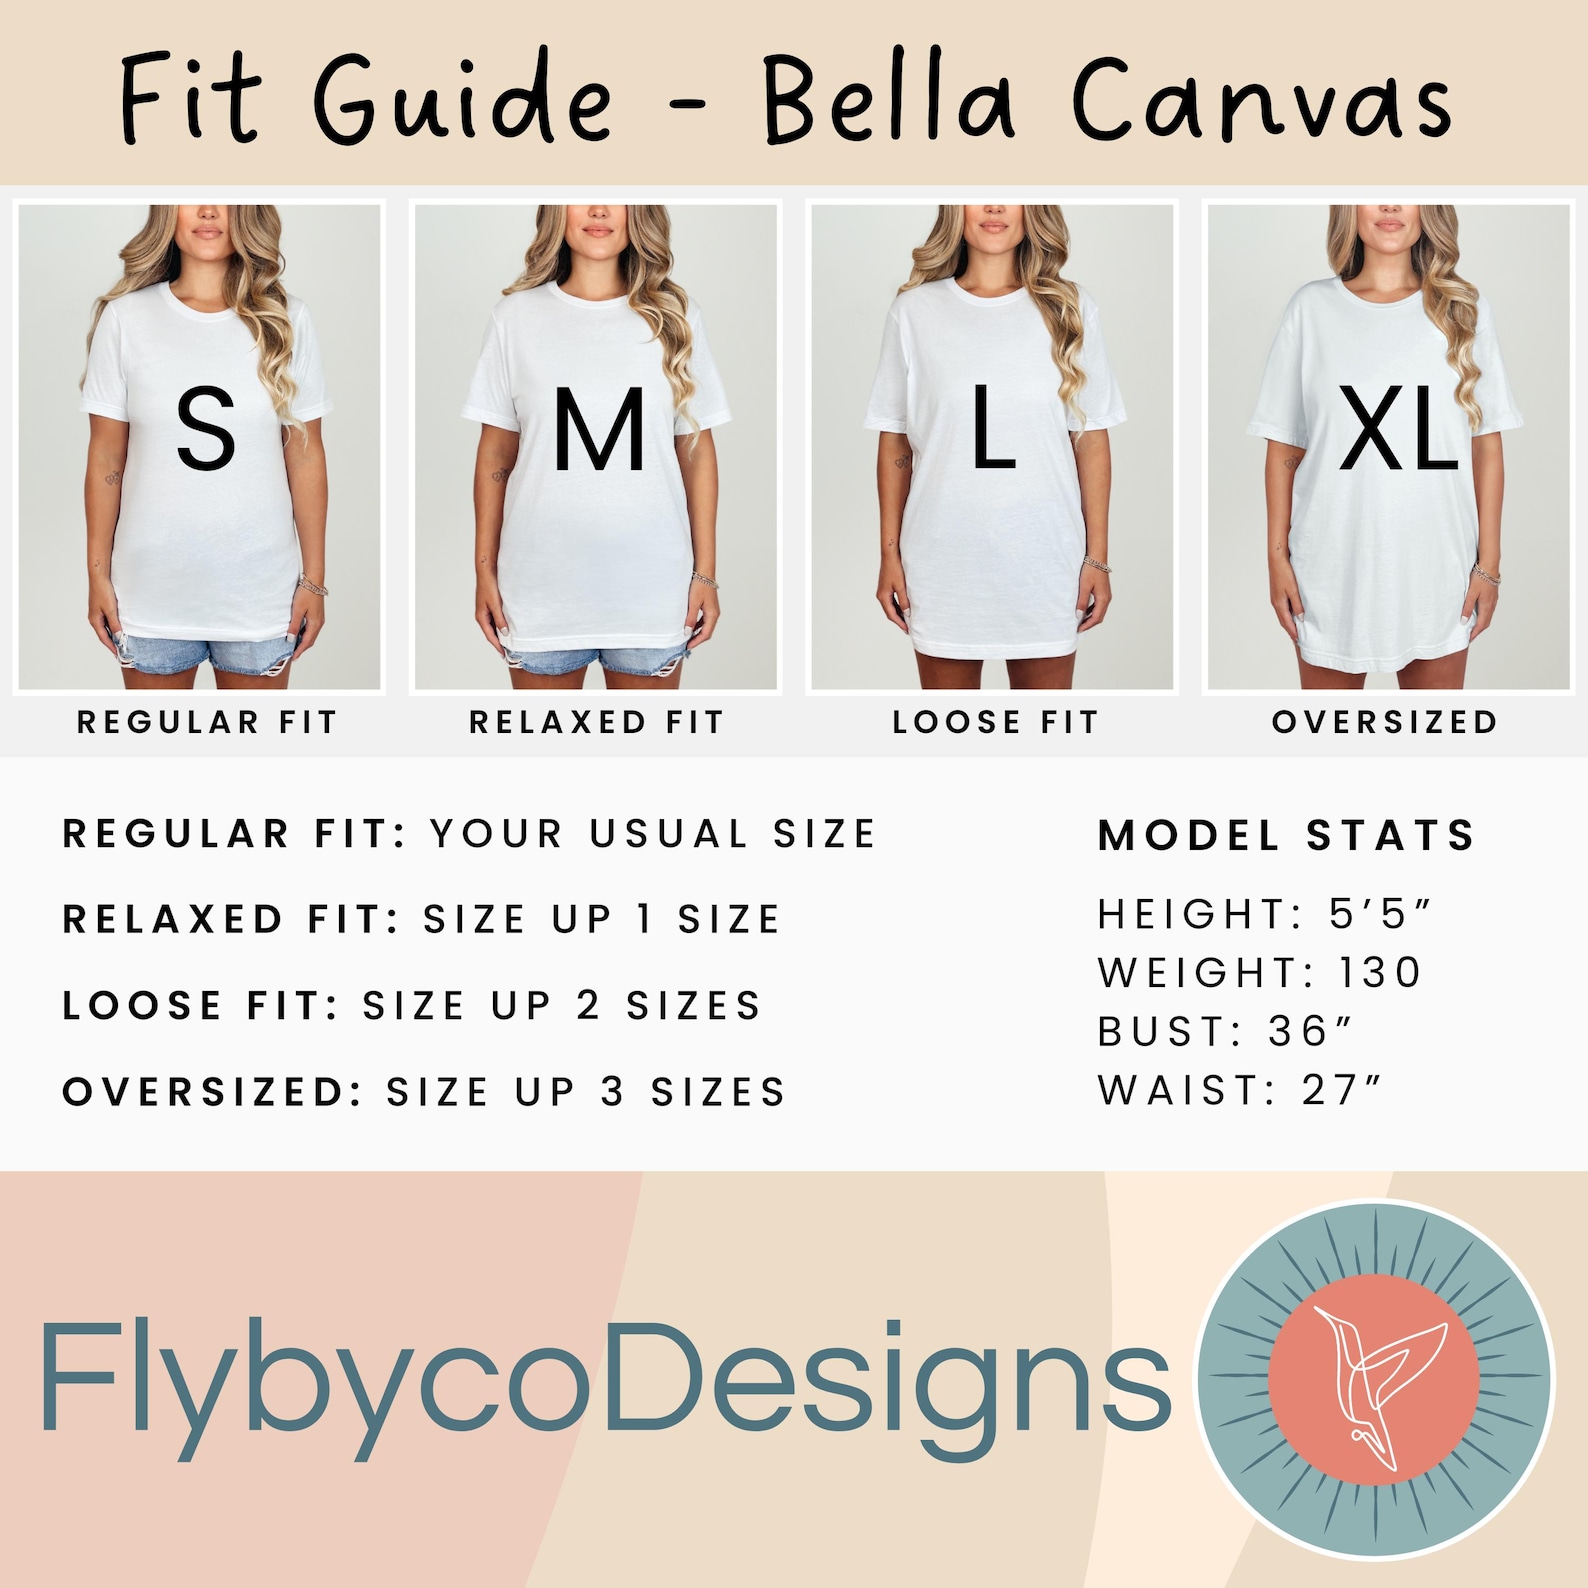 Fit Guide - Bella Canvas
S
M
L
XL
REGULAR FIT
RELAXED FIT
LOOSE FIT
OVERSIZED
REGULAR FIT: YOUR USUAL SIZE
RELAXED FIT: SIZE UP 1 SIZE
LOOSE FIT: SIZE UP 2 SIZES
OVERSIZED: SIZE UP 3 SIZES
MODEL STATS
HEIGHT: 5’5”
WEIGHT: 130
BUST: 36”
WAIST: 27”
FlybycoDesigns